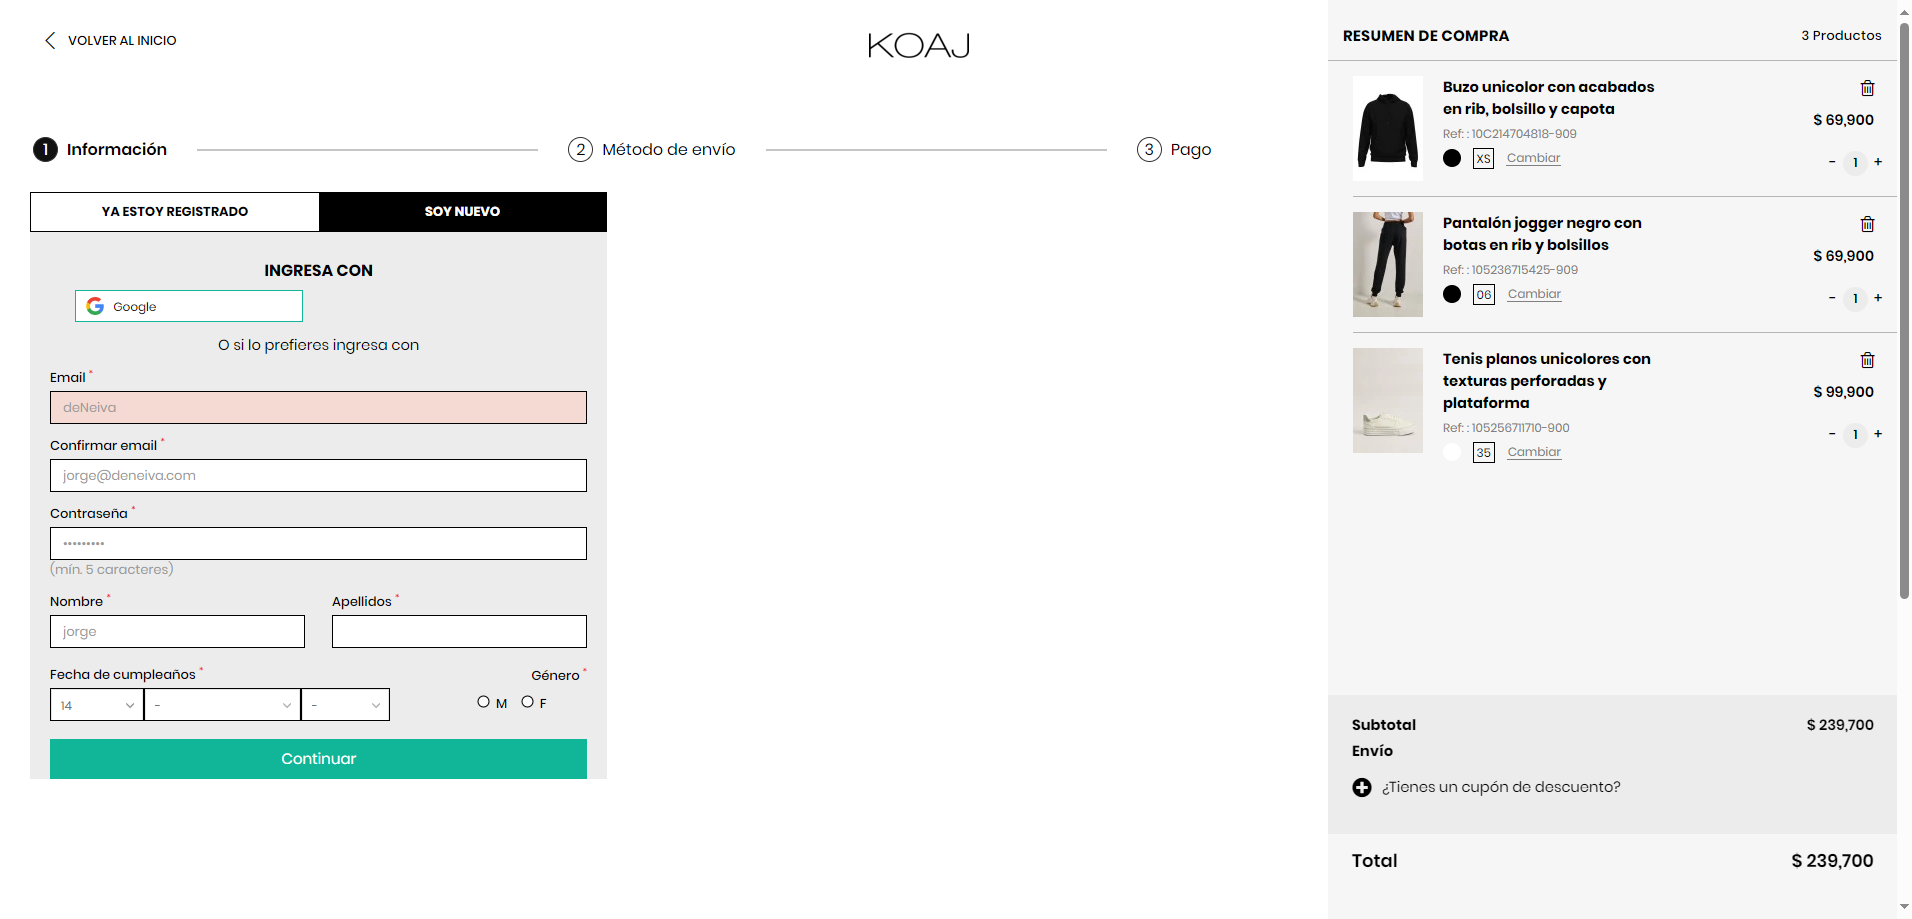 VOLVER AL INICIO
KOAJ
1 Información
2 Método de envío
3 Pago
YA ESTOY REGISTRADO
SOY NUEVO
INGRESA CON
Google
O si lo prefieres ingresa con
Email *
deNeiva
Confirmar email *
jorge@deneiva.com
Contraseña *
•••••••••
(mín. 5 caracteres)
Nombre *
Apellidos *
jorge
Fecha de cumpleaños *
Género *
14
-
-
M
F
Continuar
RESUMEN DE COMPRA
3 Productos
Buzo unicolor con acabados
en rib, bolsillo y capota
$ 69,900
Ref: : 10C214704818-909
XS Cambiar
- 1 +
Pantalón jogger negro con
botas en rib y bolsillos
$ 69,900
Ref: : 105236715425-909
06 Cambiar
- 1 +
Tenis planos unicolores con
texturas perforadas y
plataforma
$ 99,900
Ref: : 105256711710-900
35 Cambiar
- 1 +
Subtotal
$ 239,700
Envío
¿Tienes un cupón de descuento?
Total
$ 239,700